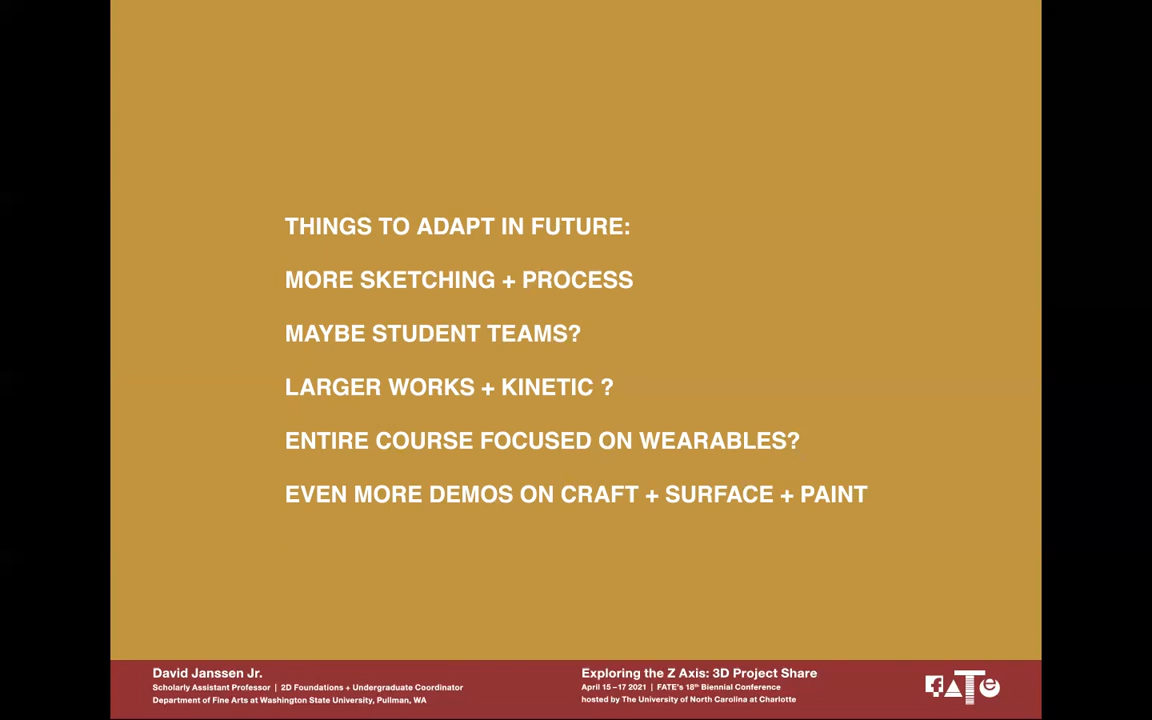 THINGS TO ADAPT IN FUTURE:
MORE SKETCHING + PROCESS
MAYBE STUDENT TEAMS?
LARGER WORKS + KINETIC ?
ENTIRE COURSE FOCUSED ON WEARABLES?
EVEN MORE DEMOS ON CRAFT + SURFACE + PAINT
David Janssen Jr.
Scholarly Assistant Professor | 2D Foundations + Undergraduate Coordinator
Department of Fine Arts at Washington State University, Pullman, WA
Exploring the Z Axis: 3D Project Share
April 15 – 17 2021 | FATE's 18th Biennial Conference
hosted by The University of North Carolina at Charlotte
fATe